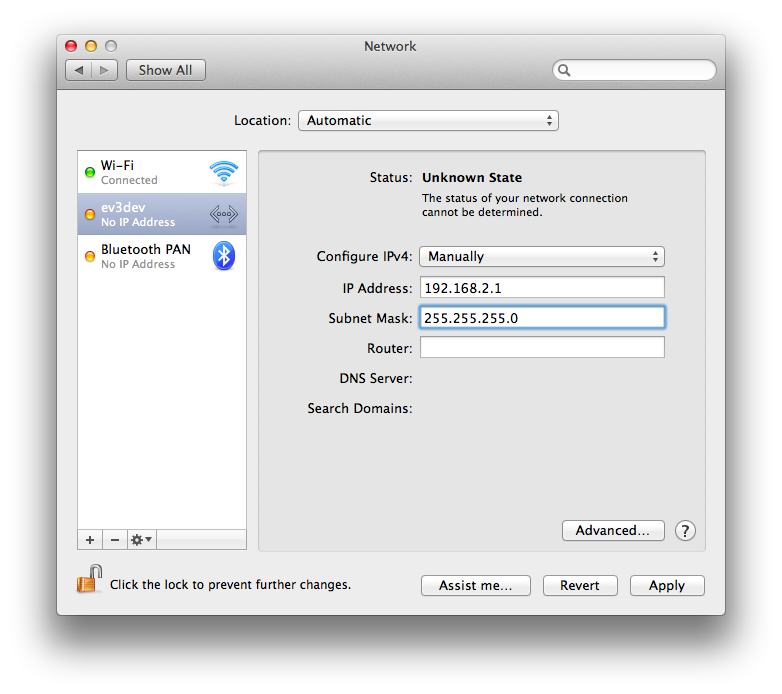 Network
Show All
Location: Automatic
Wi-Fi
Connected
ev3dev
No IP Address
Bluetooth PAN
No IP Address
Status: Unknown State
The status of your network connection
cannot be determined.
Configure IPv4: Manually
IP Address: 192.168.2.1
Subnet Mask: 255.255.255.0
Router:
DNS Server:
Search Domains:
Advanced... ?
+ −
Click the lock to prevent further changes.
Assist me... Revert Apply